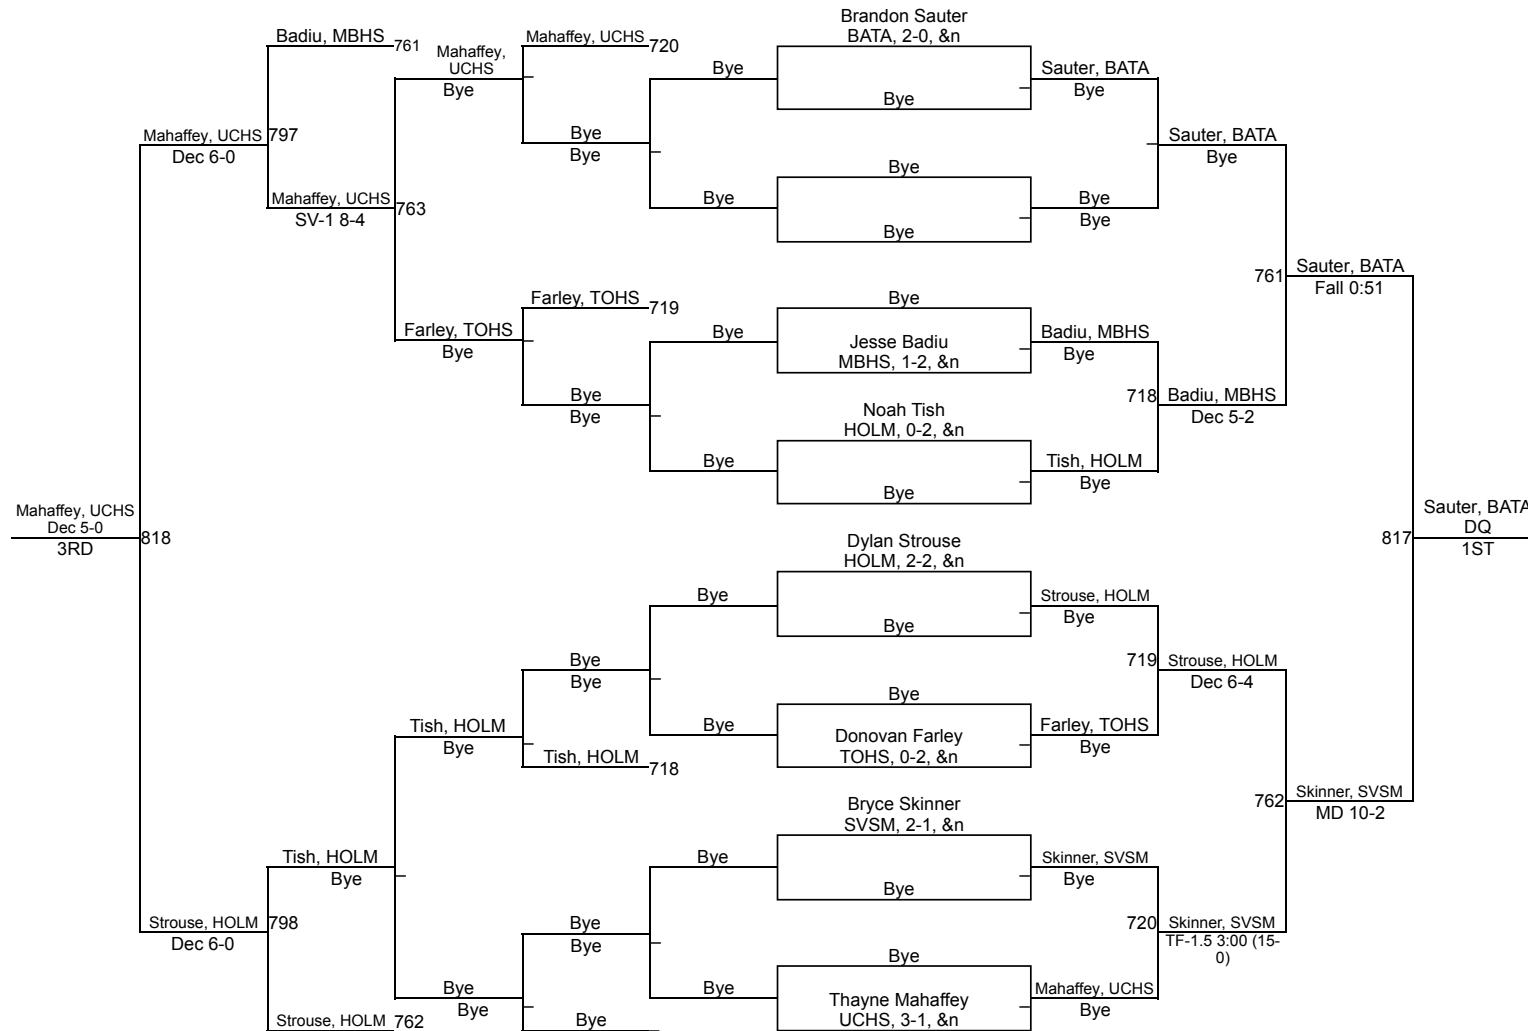 Brandon Sauter
BATA, 2-0, &n
Badiu, MBHS
761
Mahaffey, UCHS
720
Mahaffey,
UCHS
Bye
Bye
Bye
Sauter, BATA
Bye
Mahaffey, UCHS
797
Dec 6-0
Bye
Bye
Sauter, BATA
Bye
Bye
Mahaffey, UCHS
763
SV-1 8-4
Bye
Bye
Bye
Bye
761
Sauter, BATA
Fall 0:51
Farley, TOHS
719
Bye
Farley, TOHS
Bye
Bye
Jesse Badiu
MBHS, 1-2, &n
Badiu, MBHS
Bye
Bye
Bye
718
Badiu, MBHS
Dec 5-2
Noah Tish
HOLM, 0-2, &n
Bye
Tish, HOLM
Bye
Bye
Mahaffey, UCHS
Dec 5-0
3RD
818
817
Sauter, BATA
DQ
1ST
Dylan Strouse
HOLM, 2-2, &n
Bye
Strouse, HOLM
Bye
Bye
Bye
Bye
719
Strouse, HOLM
Dec 6-4
Bye
Tish, HOLM
Bye
Bye
Donovan Farley
TOHS, 0-2, &n
Farley, TOHS
Bye
Tish, HOLM
718
762
Skinner, SVSM
MD 10-2
Bryce Skinner
SVSM, 2-1, &n
Tish, HOLM
Bye
Bye
Bye
Skinner, SVSM
Bye
Strouse, HOLM
798
Dec 6-0
Bye
Bye
720
Skinner, SVSM
TF-1.5 3:00 (15-
0)
Bye
Bye
Bye
Bye
Thayne Mahaffey
UCHS, 3-1, &n
Mahaffey, UCHS
Bye
Strouse, HOLM
762
Bye